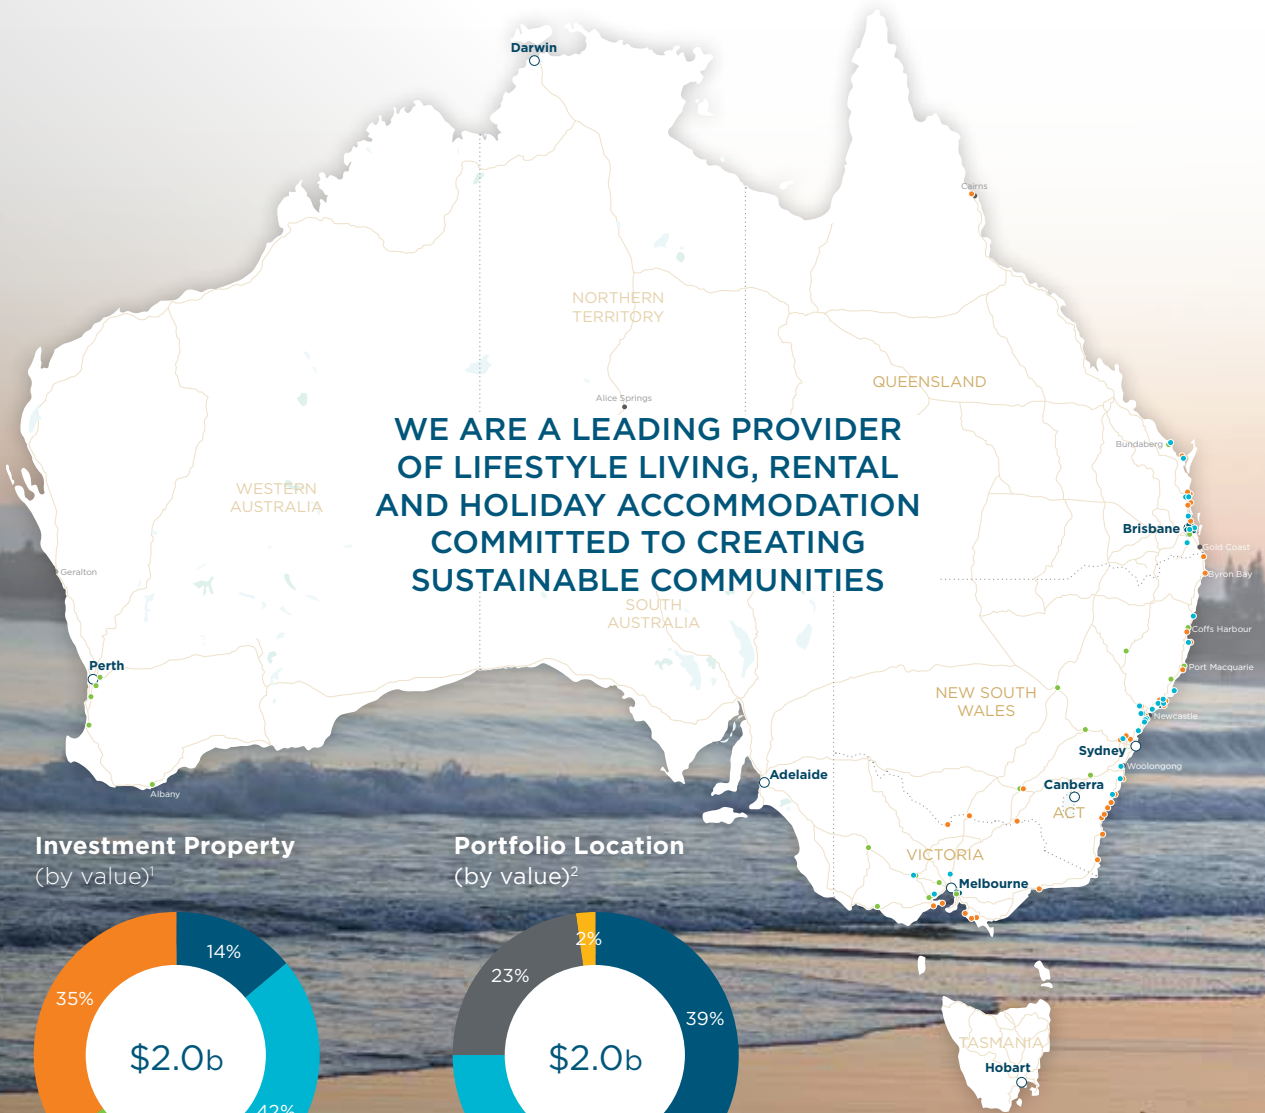 Darwin
Cairns
NORTHERN
TERRITORY
QUEENSLAND
Alice Springs
WE ARE A LEADING PROVIDER
OF LIFESTYLE LIVING, RENTAL
AND HOLIDAY ACCOMMODATION
COMMITTED TO CREATING
SUSTAINABLE COMMUNITIES
Bundaberg
WESTERN
AUSTRALIA
Brisbane
Gold Coast
Geralton
Byron Bay
SOUTH
AUSTRALIA
Coffs Harbour
Perth
Port Macquarie
NEW SOUTH
WALES
Newcastle
Sydney
Woolongong
Adelaide
Canberra
ACT
Albany
VICTORIA
Melbourne
Investment Property
(by value)¹
14%
35%
$2.0b
42%
Portfolio Location
(by value)²
2%
23%
39%
$2.0b
TASMANIA
Hobart